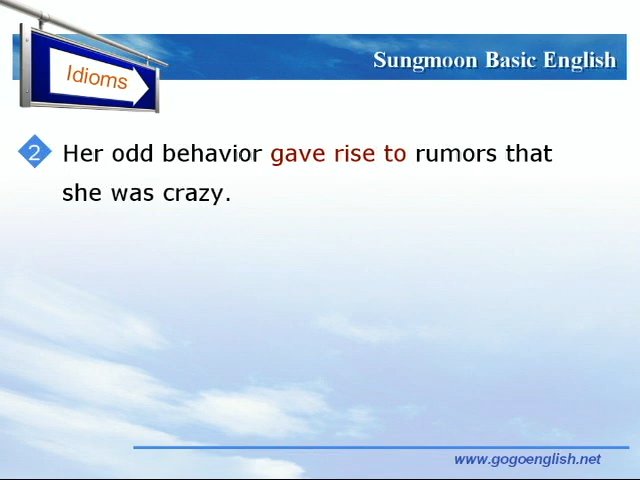 Idioms
Sungmoon Basic English
2 Her odd behavior gave rise to rumors that
she was crazy.
www.gogoenglish.net